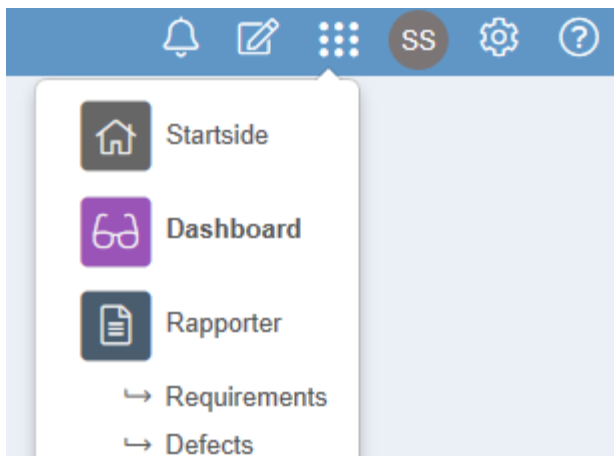 SS
Startside
Dashboard
Rapporter
Requirements
Defects